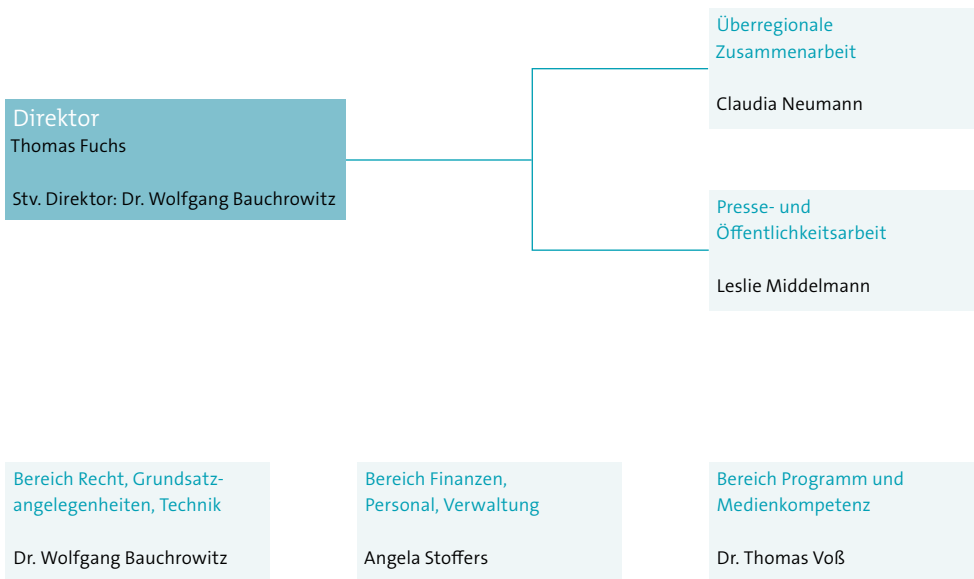 Direktor
Thomas Fuchs
Stv. Direktor: Dr. Wolfgang Bauchrowitz
Überregionale
Zusammenarbeit
Claudia Neumann
Presse- und
Öffentlichkeitsarbeit
Leslie Middelmann
Bereich Recht, Grundsatz-
angelegenheiten, Technik
Dr. Wolfgang Bauchrowitz
Bereich Finanzen,
Personal, Verwaltung
Angela Stoffers
Bereich Programm und
Medienkompetenz
Dr. Thomas Voß